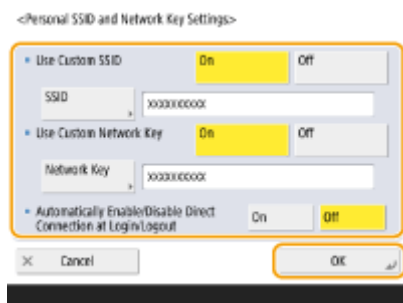 <Personal SSID and Network Key Settings>
Use Custom SSID On Off
SSID xxxxxxxxxx
Use Custom Network Key On Off
Network Key xxxxxxxxxx
Automatically Enable/Disable Direct On Off
Connection at Login/Logout
× Cancel OK